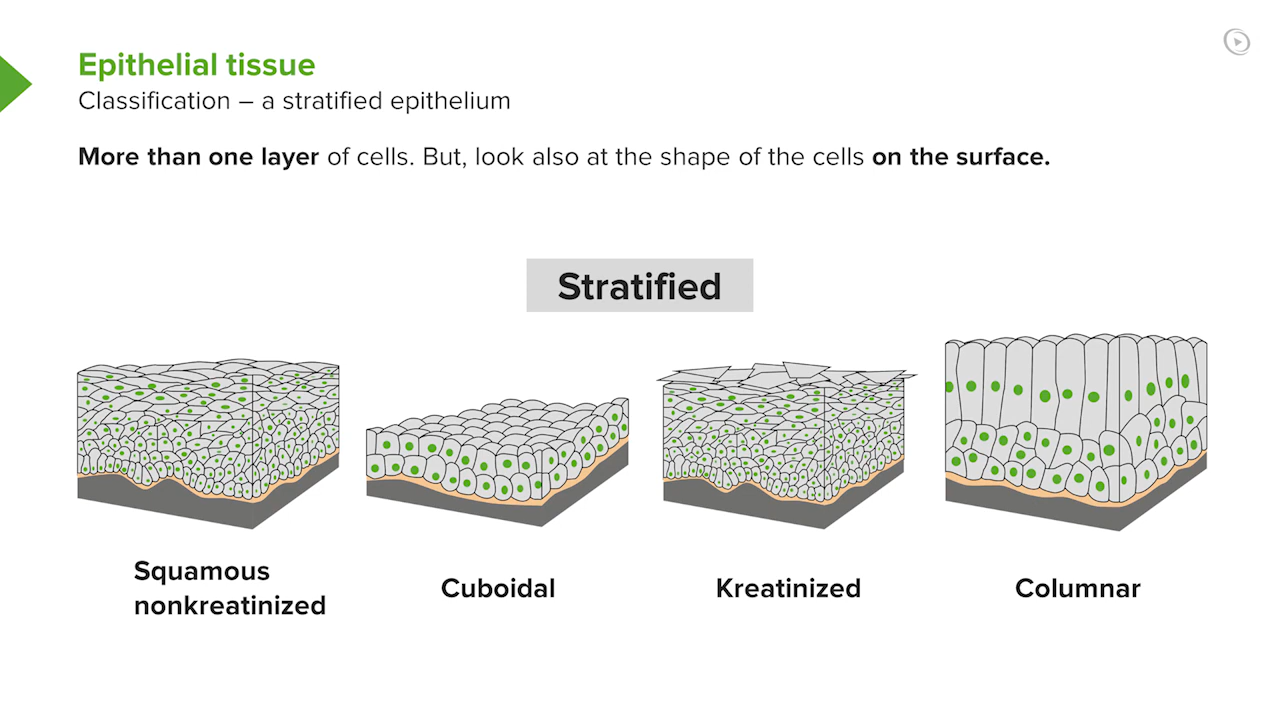 Epithelial tissue
Classification – a stratified epithelium
More than one layer of cells. But, look also at the shape of the cells on the surface.
Stratified
Squamous
nonkreatinized
Cuboidal
Kreatinized
Columnar